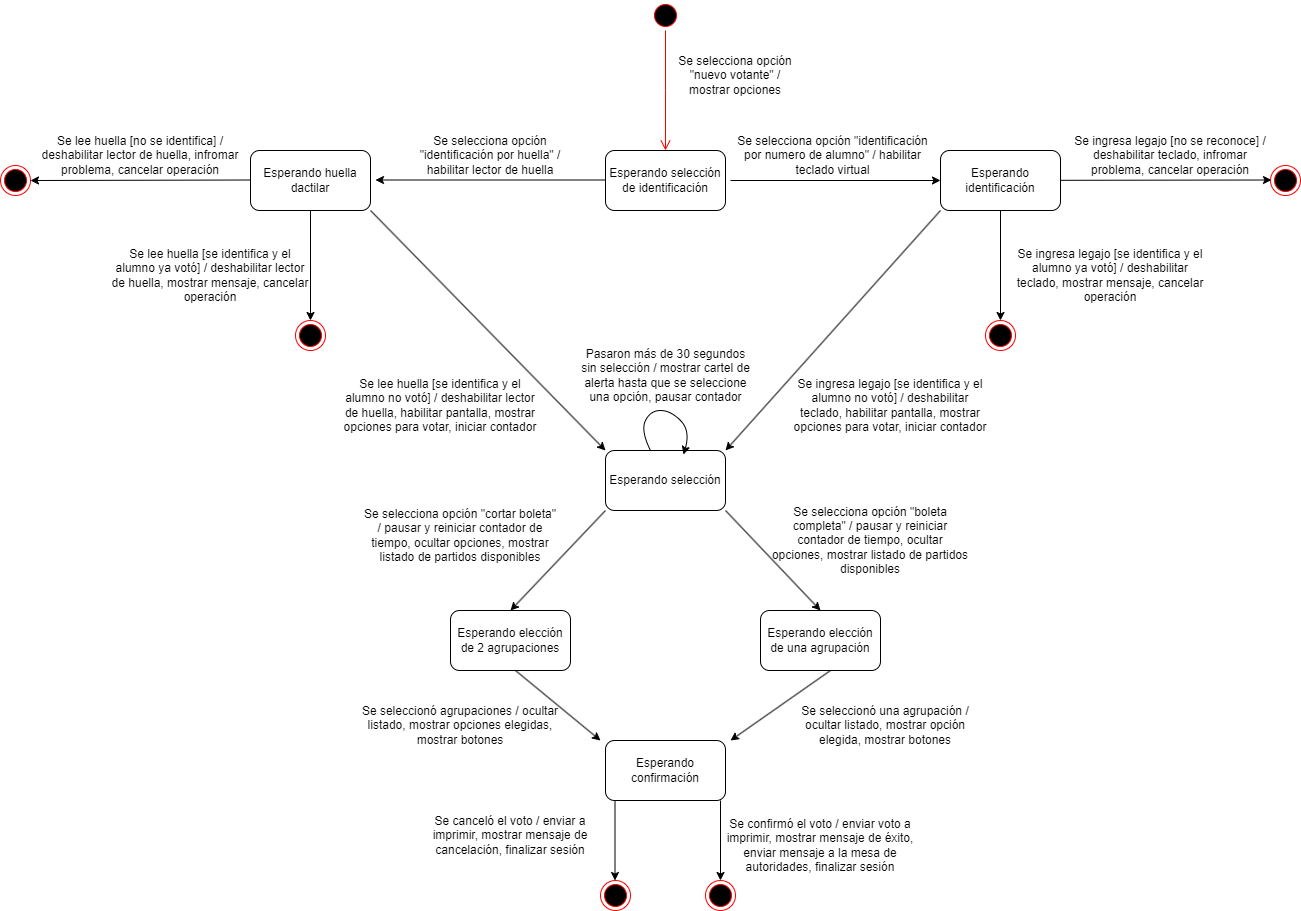 Se selecciona opción
"nuevo votante" /
mostrar opciones
Se lee huella [no se identifica] /
deshabilitar lector de huella, infromar
problema, cancelar operación
Se selecciona opción
"identificación por huella" /
habilitar lector de huella
Se selecciona opción "identificación
por numero de alumno" / habilitar
teclado virtual
Se ingresa legajo [no se reconoce] /
deshabilitar teclado, infromar
problema, cancelar operación
Esperando huella
dactilar
Esperando selección
de identificación
Esperando
identificación
Se lee huella [se identifica y el
alumno ya votó] / deshabilitar lector
de huella, mostrar mensaje, cancelar
operación
Se ingresa legajo [se identifica y el
alumno ya votó] / deshabilitar
teclado, mostrar mensaje, cancelar
operación
Pasaron más de 30 segundos
sin selección / mostrar cartel de
alerta hasta que se seleccione
una opción, pausar contador
Se lee huella [se identifica y el
alumno no votó] / deshabilitar lector
de huella, habilitar pantalla, mostrar
opciones para votar, iniciar contador
Se ingresa legajo [se identifica y el
alumno no votó] / deshabilitar
teclado, habilitar pantalla, mostrar
opciones para votar, iniciar contador
Esperando selección
Se selecciona opción "cortar boleta"
/ pausar y reiniciar contador de
tiempo, ocultar opciones, mostrar
listado de partidos disponibles
Se selecciona opción "boleta
completa" / pausar y reiniciar
contador de tiempo, ocultar
opciones, mostrar listado de partidos
disponibles
Esperando elección
de 2 agrupaciones
Esperando elección
de una agrupación
Se seleccionó agrupaciones / ocultar
listado, mostrar opciones elegidas,
mostrar botones
Se seleccionó una agrupación /
ocultar listado, mostrar opción
elegida, mostrar botones
Esperando
confirmación
Se canceló el voto / enviar a
imprimir, mostrar mensaje de
cancelación, finalizar sesión
Se confirmó el voto / enviar voto a
imprimir, mostrar mensaje de éxito,
enviar mensaje a la mesa de
autoridades, finalizar sesión